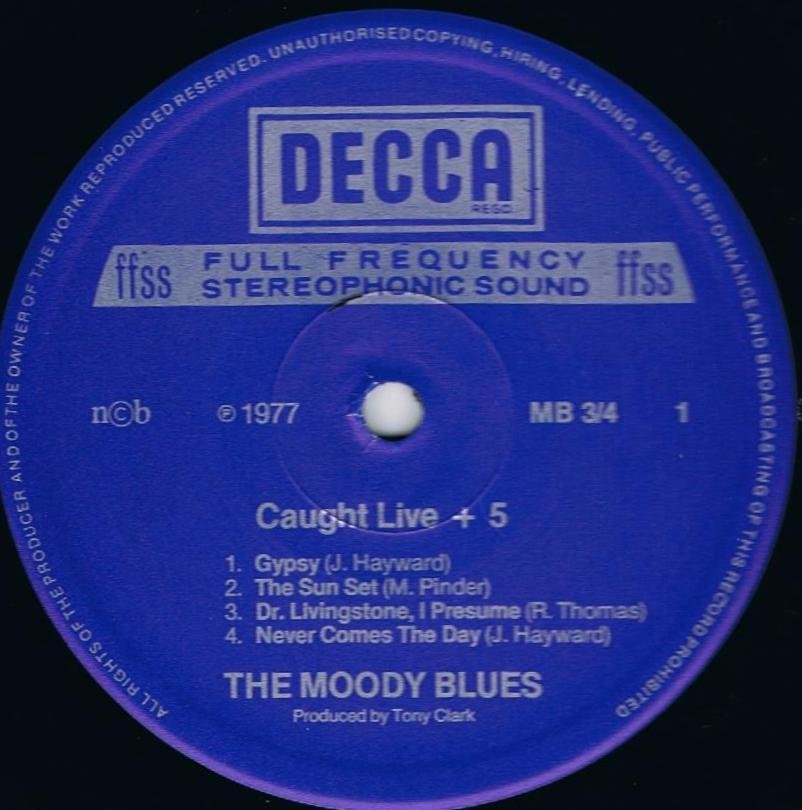 ALL RIGHTS OF THE PRODUCER AND OF THE OWNER OF THE WORK REPRODUCED RESERVED. UNAUTHORISED COPYING, HIRING, LENDING, PUBLIC PERFORMANCE AND BROADCASTING OF THIS RECORD PROHIBITED
DECCA
REGD
ffss FULL FREQUENCY STEREOPHONIC SOUND ffss
n©b ℗ 1977 MB 3/4 1
Caught Live + 5
1. Gypsy (J. Hayward)
2. The Sun Set (M. Pinder)
3. Dr. Livingstone, I Presume (R. Thomas)
4. Never Comes The Day (J. Hayward)
THE MOODY BLUES
Produced by Tony Clark